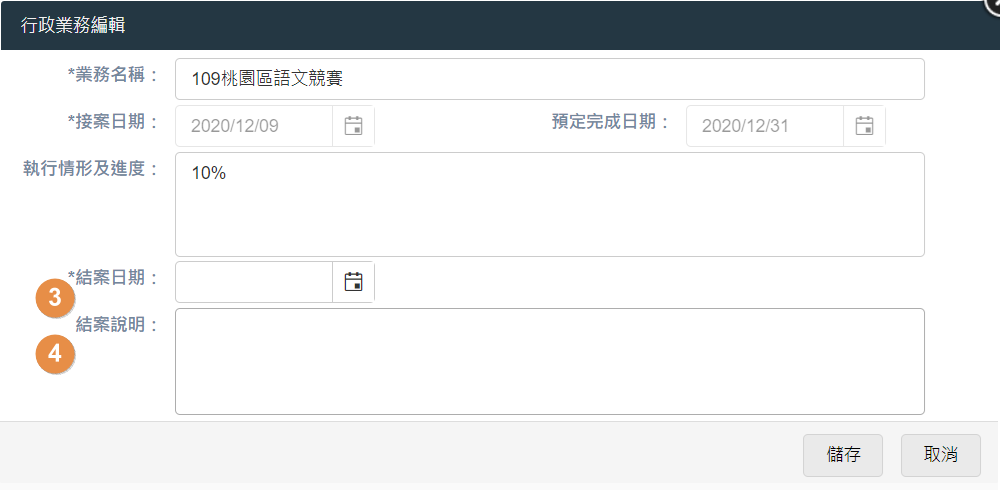 行政業務編輯
*業務名稱： 109桃園區語文競賽
*接案日期： 2020/12/09 預定完成日期： 2020/12/31
執行情形及進度： 10%
*結案日期：
3
結案說明：
4
儲存 取消